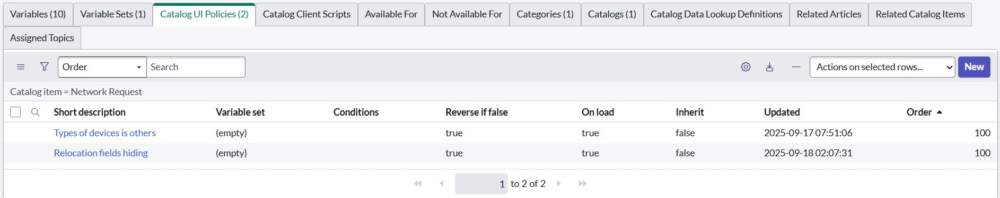 Variables (10) Variable Sets (1) Catalog UI Policies (2) Catalog Client Scripts Available For Not Available For Categories (1) Catalogs (1) Catalog Data Lookup Definitions Related Articles Related Catalog Items
Assigned Topics
Order Search Actions on selected rows... New
Catalog item = Network Request
Short description Variable set Conditions Reverse if false On load Inherit Updated Order
Types of devices is others (empty) true true false 2025-09-17 07:51:06 100
Relocation fields hiding (empty) true true false 2025-09-18 02:07:31 100
1 to 2 of 2